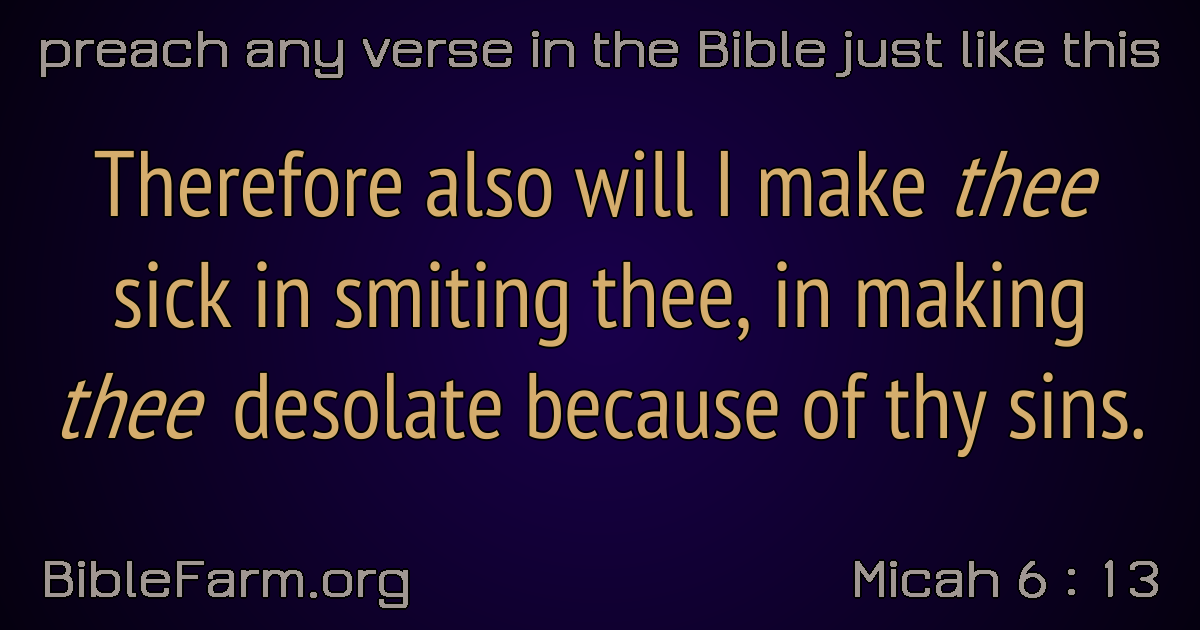 preach any verse in the Bible just like this
Therefore also will I make thee
sick in smiting thee, in making
thee desolate because of thy sins.
BibleFarm.org
Micah 6 : 13